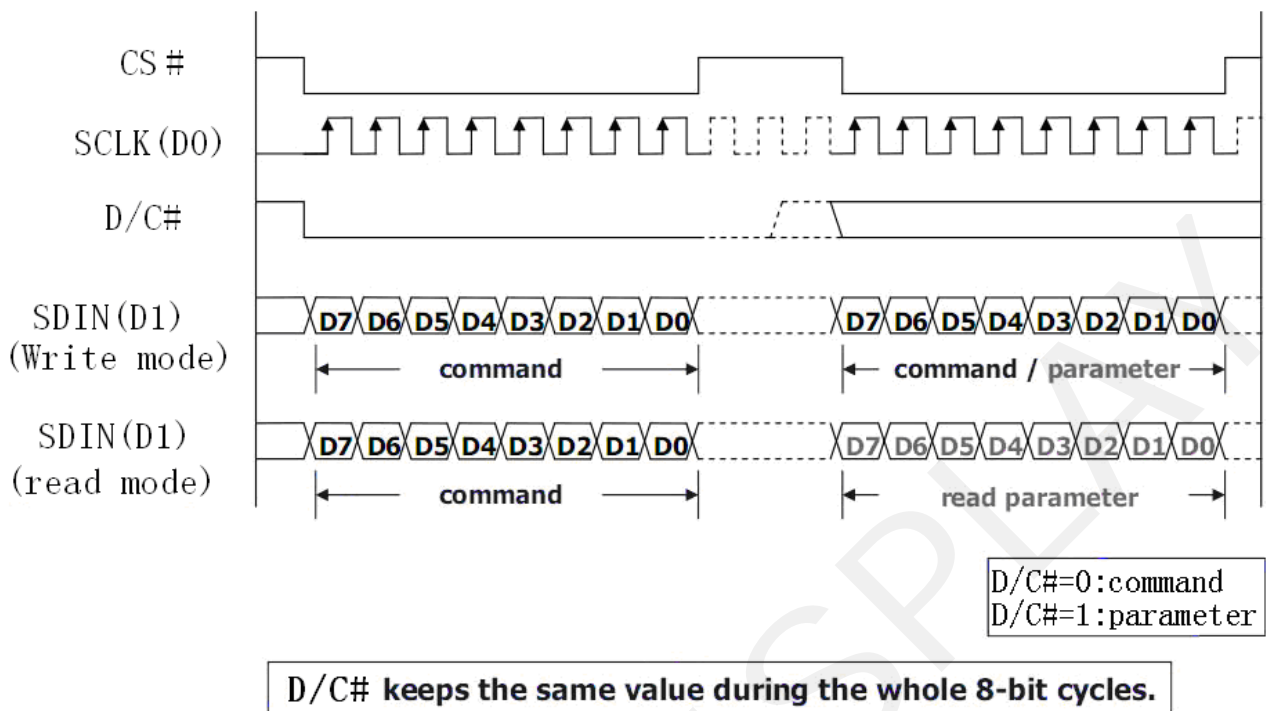 CS#
SCLK(D0)
D/C#
SDIN(D1)
(Write mode)
D7 D6 D5 D4 D3 D2 D1 D0
D7 D6 D5 D4 D3 D2 D1 D0
command
command / parameter
SDIN(D1)
(read mode)
D7 D6 D5 D4 D3 D2 D1 D0
D7 D6 D5 D4 D3 D2 D1 D0
command
read parameter
D/C#=0:command
D/C#=1:parameter
D/C# keeps the same value during the whole 8-bit cycles.
SPLAY